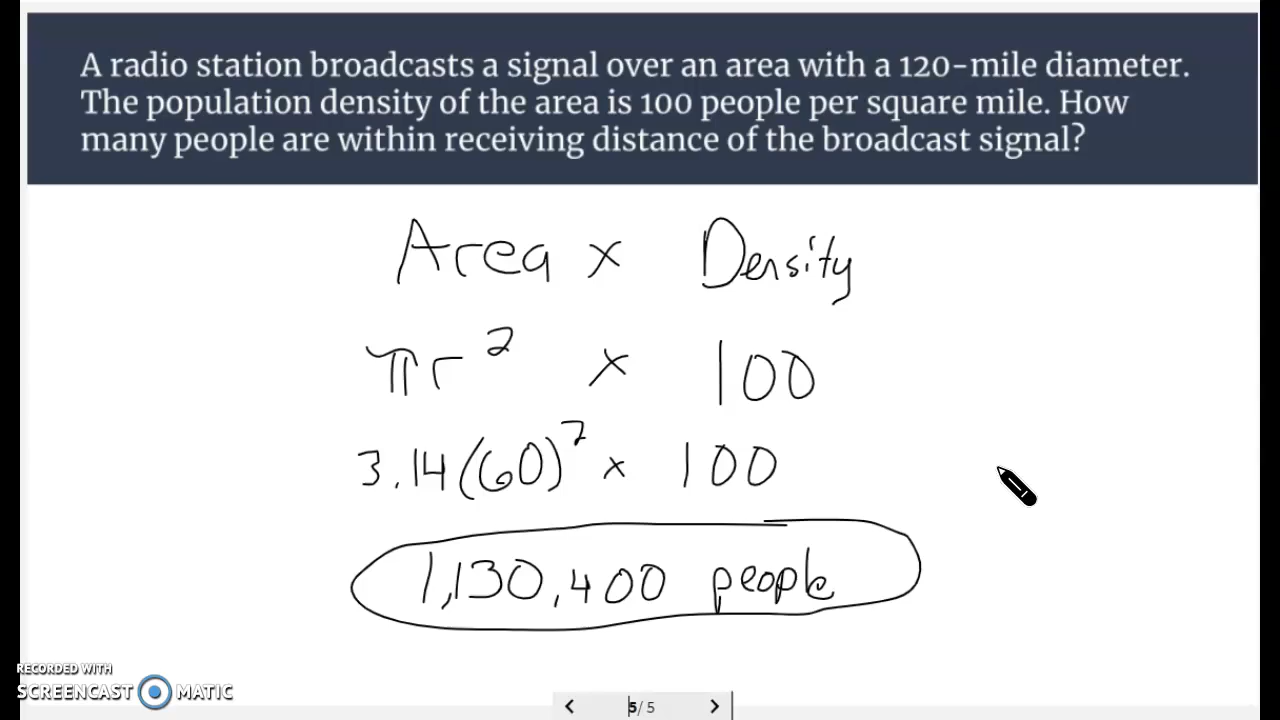 A radio station broadcasts a signal over an area with a 120-mile diameter.
The population density of the area is 100 people per square mile. How
many people are within receiving distance of the broadcast signal?
Area x Density
πr² x 100
3.14(60)² x 100
1,130,400 people
RECORDED WITH
SCREENCAST MATIC
5/ 5